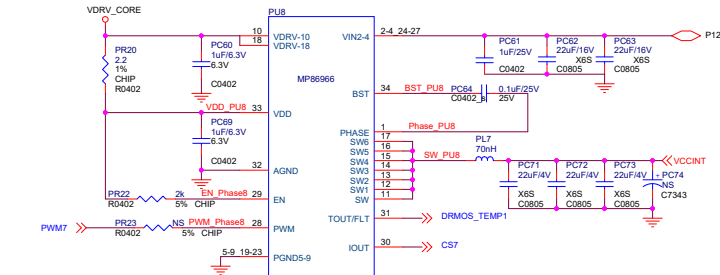 VDRV_CORE
PU8
10 VDRV-10
18 VDRV-18
VIN2-4 2-4 24-27
P12
PR20
2.2
1%
CHIP
R0402
PC60
1uF/6.3V
6.3V
C0402
PC61
1uF/25V
C0402
PC62
22uF/16V
X6S
C0805
PC63
22uF/16V
X6S
C0805
MP86966
BST 34 BST_PU8 PC64 0.1uF/25V
C0402_s 25V
VDD_PU8 33 VDD
PC69
1uF/6.3V
6.3V
C0402
PHASE 1 Phase_PU8
SW6 17
SW5 16
SW4 15
SW3 14
SW2 13
SW1 12
SW 11
SW_PU8
PL7
70nH
VCCINT
32 AGND
PC71
22uF/4V
X6S
C0805
PC72
22uF/4V
X6S
C0805
PC73
22uF/4V
X6S
C0805
+ PC74
NS
C7343
PR22 2k EN_Phase8 29 EN
R0402 5% CHIP
TOUT/FLT 31 DRMOS_TEMP1
PWM7 PR23 NS PWM_Phase8 28 PWM
R0402 5% CHIP
IOUT 30 CS7
5-9 19-23 PGND5-9